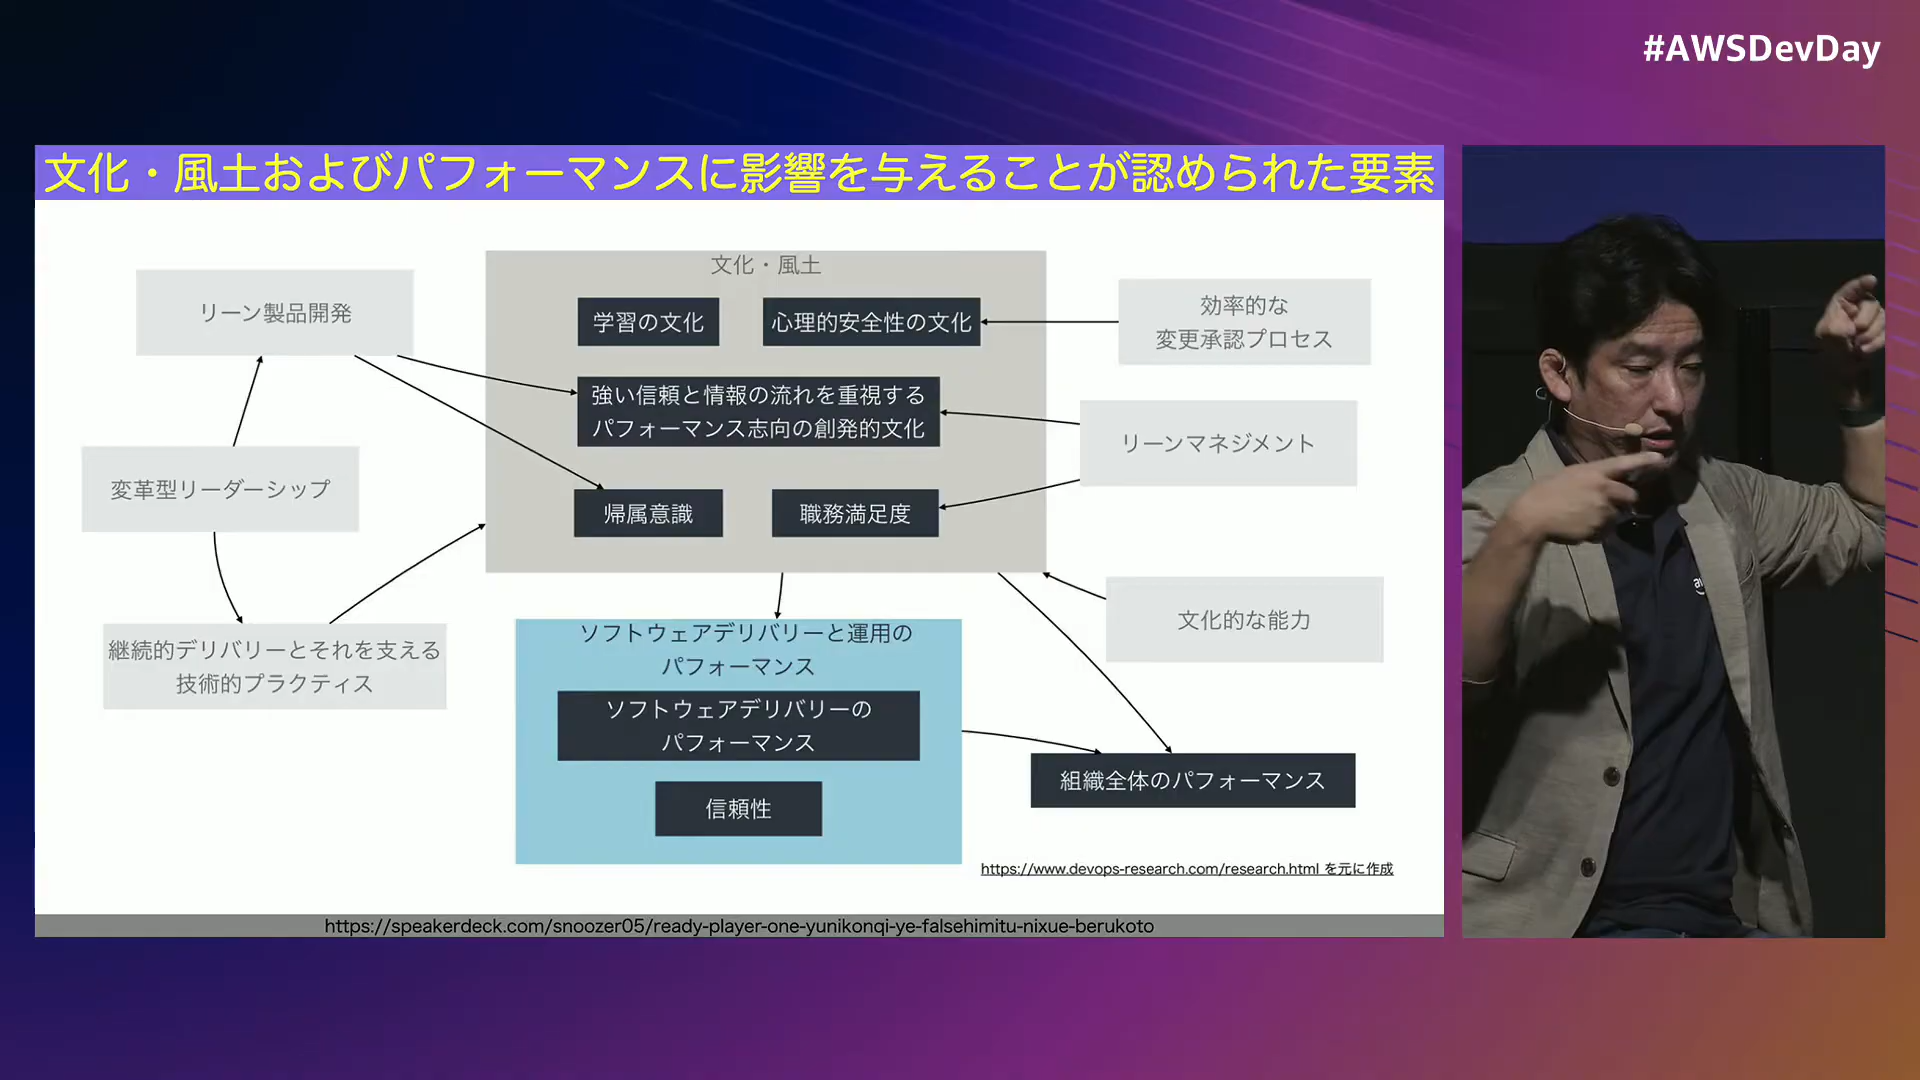 #AWSDevDay
文化・風土およびパフォーマンスに影響を与えることが認められた要素
文化・風土
リーン製品開発
学習の文化
心理的安全性の文化
効率的な
変更承認プロセス
強い信頼と情報の流れを重視する
パフォーマンス志向の創発的文化
リーンマネジメント
変革型リーダーシップ
帰属意識
職務満足度
文化的な能力
継続的デリバリーとそれを支える
技術的プラクティス
ソフトウェアデリバリーと運用の
パフォーマンス
ソフトウェアデリバリーの
パフォーマンス
信頼性
組織全体のパフォーマンス
https://www.devops-research.com/research.html を元に作成
https://speakerdeck.com/snoozer05/ready-player-one-yunikonqi-ye-falsehimitu-nixue-berukoto